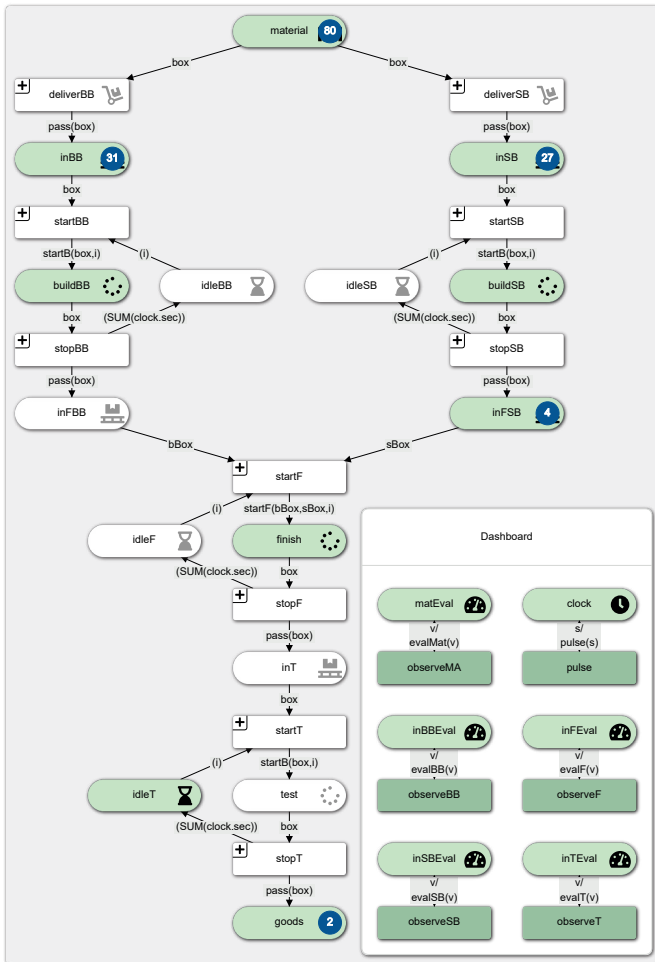 material 80
box box
deliverBB deliverSB
pass(box) pass(box)
inBB 31 inSB 27
box box
startBB startSB
startB(box,i) (i) (i) startB(box,i)
buildBB idleBB idleSB buildSB
box (SUM(clock.sec)) (SUM(clock.sec)) box
stopBB stopSB
pass(box) pass(box)
inFBB inFSB 4
bBox sBox
startF
(i) startF(bBox,sBox,i)
idleF finish
(SUM(clock.sec)) box
stopF
pass(box)
inT
box
startT
(i) startB(box,i)
idleT test
(SUM(clock.sec)) box
stopT
pass(box)
goods 2
Dashboard
matEval clock
v/ s/
evalMat(v) pulse(s)
observeMA pulse
inBBEval inFEval
v/ v/
evalBB(v) evalF(v)
observeBB observeF
inSBEval inTEval
v/ v/
evalSB(v) evalT(v)
observeSB observeT